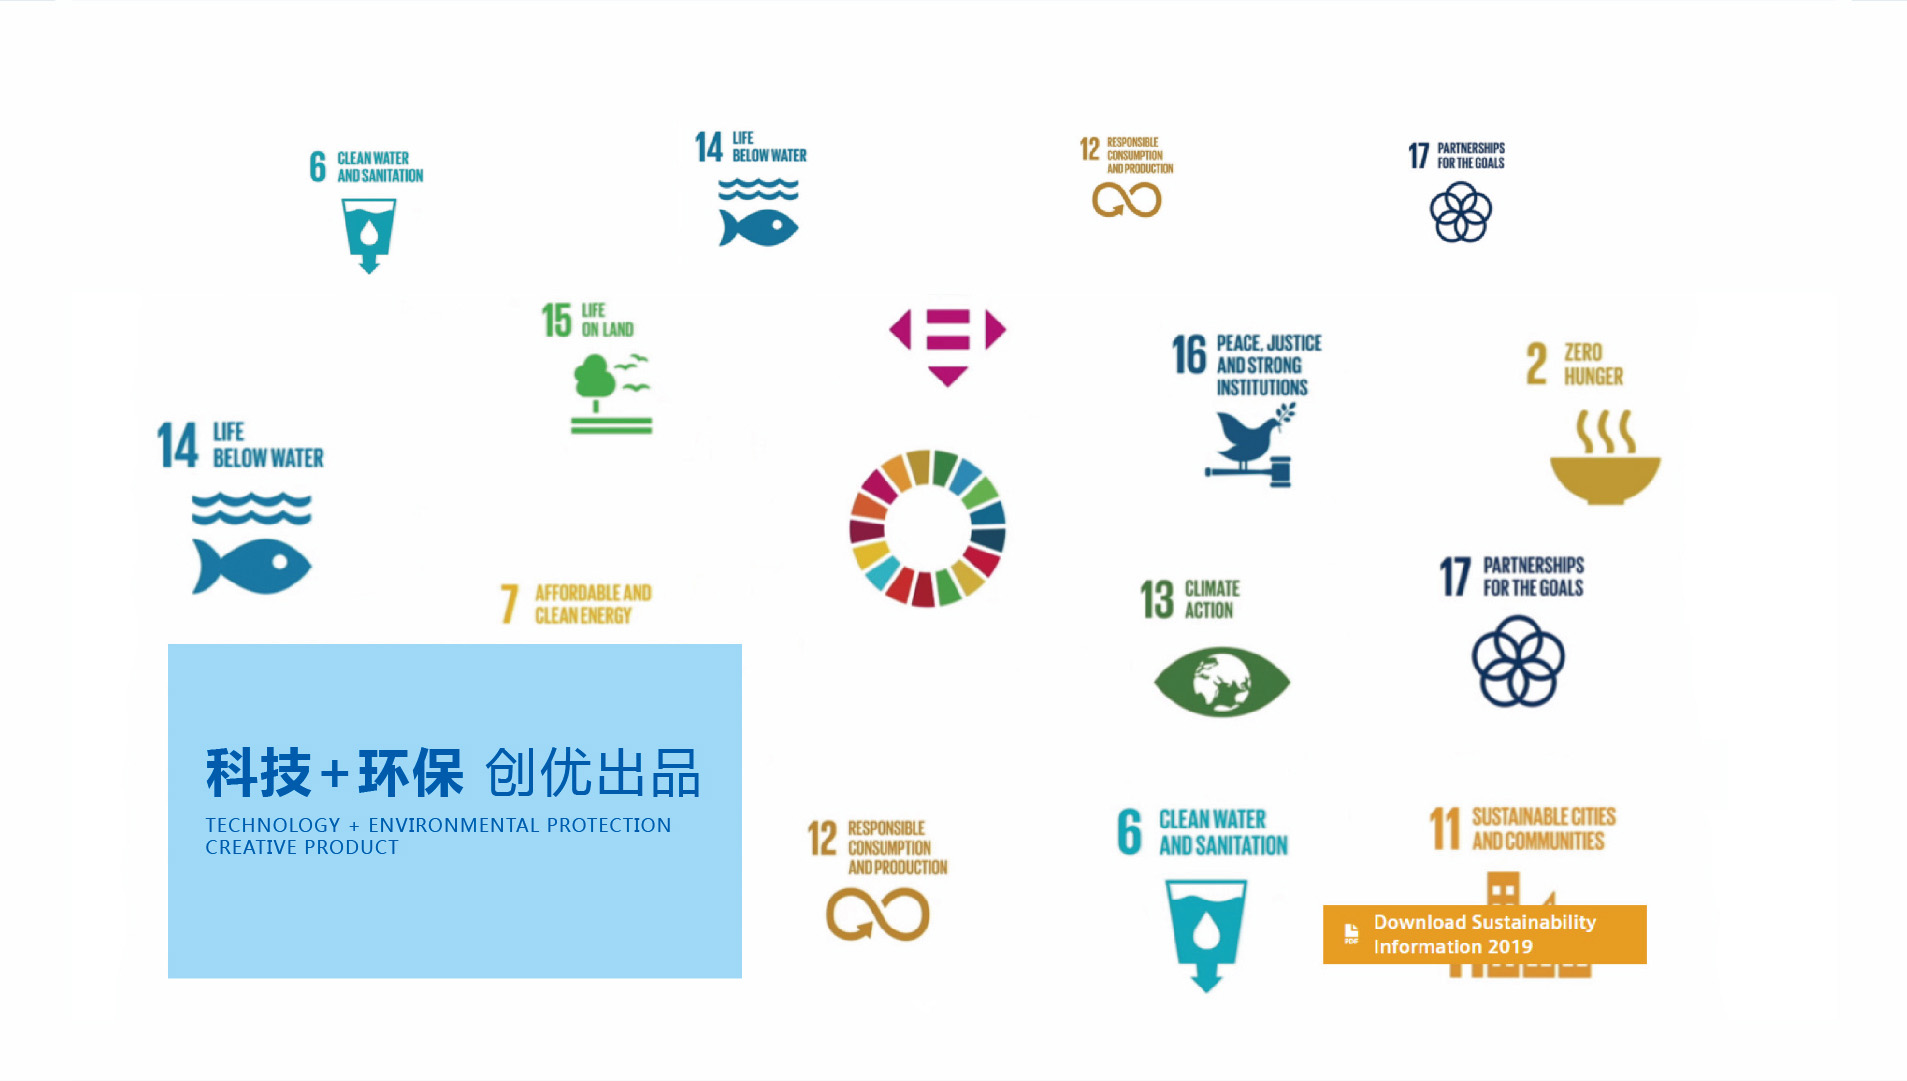 6 CLEAN WATER
AND SANITATION
14 LIFE
BELOW WATER
12 RESPONSIBLE
CONSUMPTION
AND PRODUCTION
17 PARTNERSHIPS
FOR THE GOALS
15 LIFE
ON LAND
16 PEACE, JUSTICE
AND STRONG
INSTITUTIONS
2 ZERO
HUNGER
14 LIFE
BELOW WATER
7 AFFORDABLE AND
CLEAN ENERGY
13 CLIMATE
ACTION
17 PARTNERSHIPS
FOR THE GOALS
科技+环保 创优出品
TECHNOLOGY + ENVIRONMENTAL PROTECTION
CREATIVE PRODUCT
12 RESPONSIBLE
CONSUMPTION
AND PRODUCTION
6 CLEAN WATER
AND SANITATION
11 SUSTAINABLE CITIES
AND COMMUNITIES
PDF
Download Sustainability
Information 2019